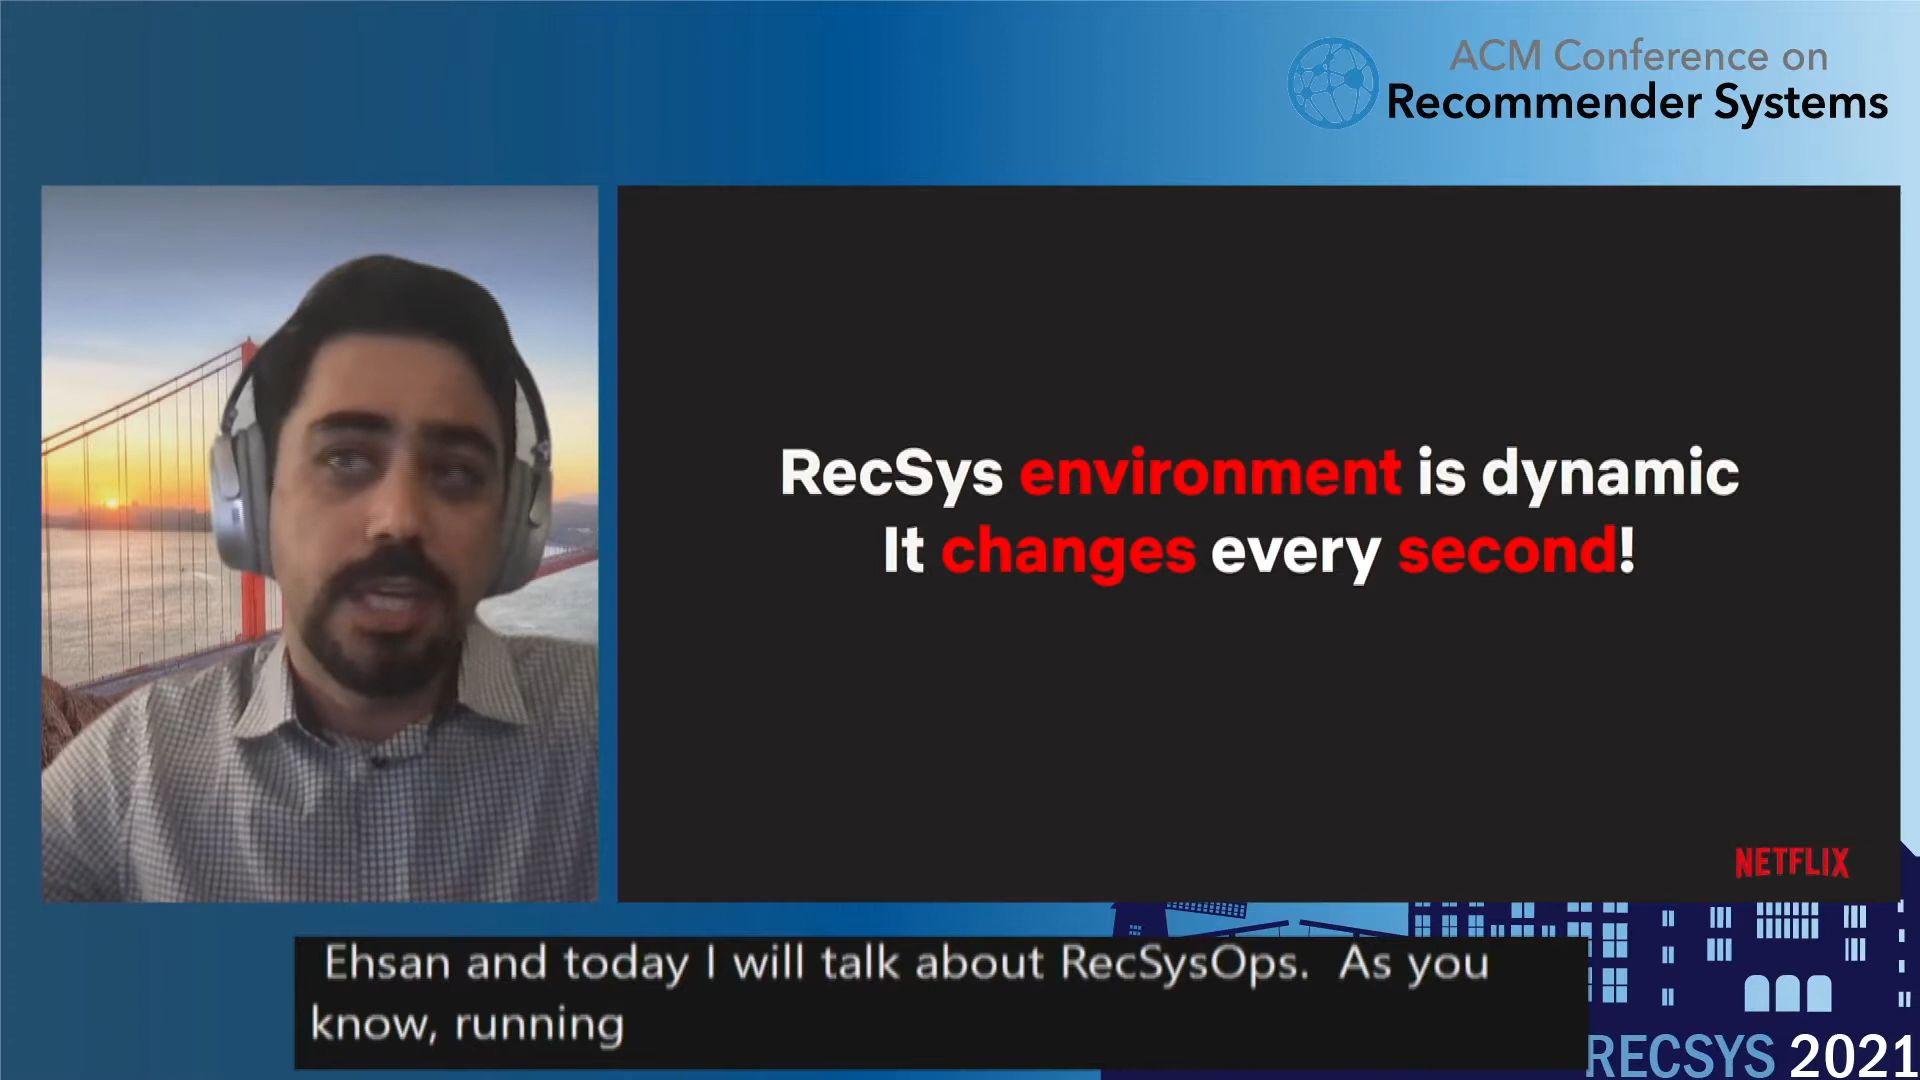 ACM Conference on
Recommender Systems
RecSys environment is dynamic
It changes every second!
NETFLIX
Ehsan and today I will talk about RecSysOps. As you
know, running
RECSYS 2021